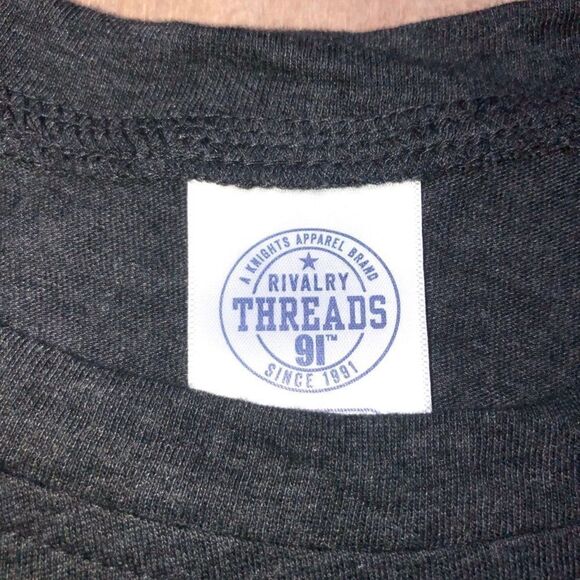 A KNIGHTS APPAREL BRAND
RIVALRY
THREADS
91™
SINCE 1991